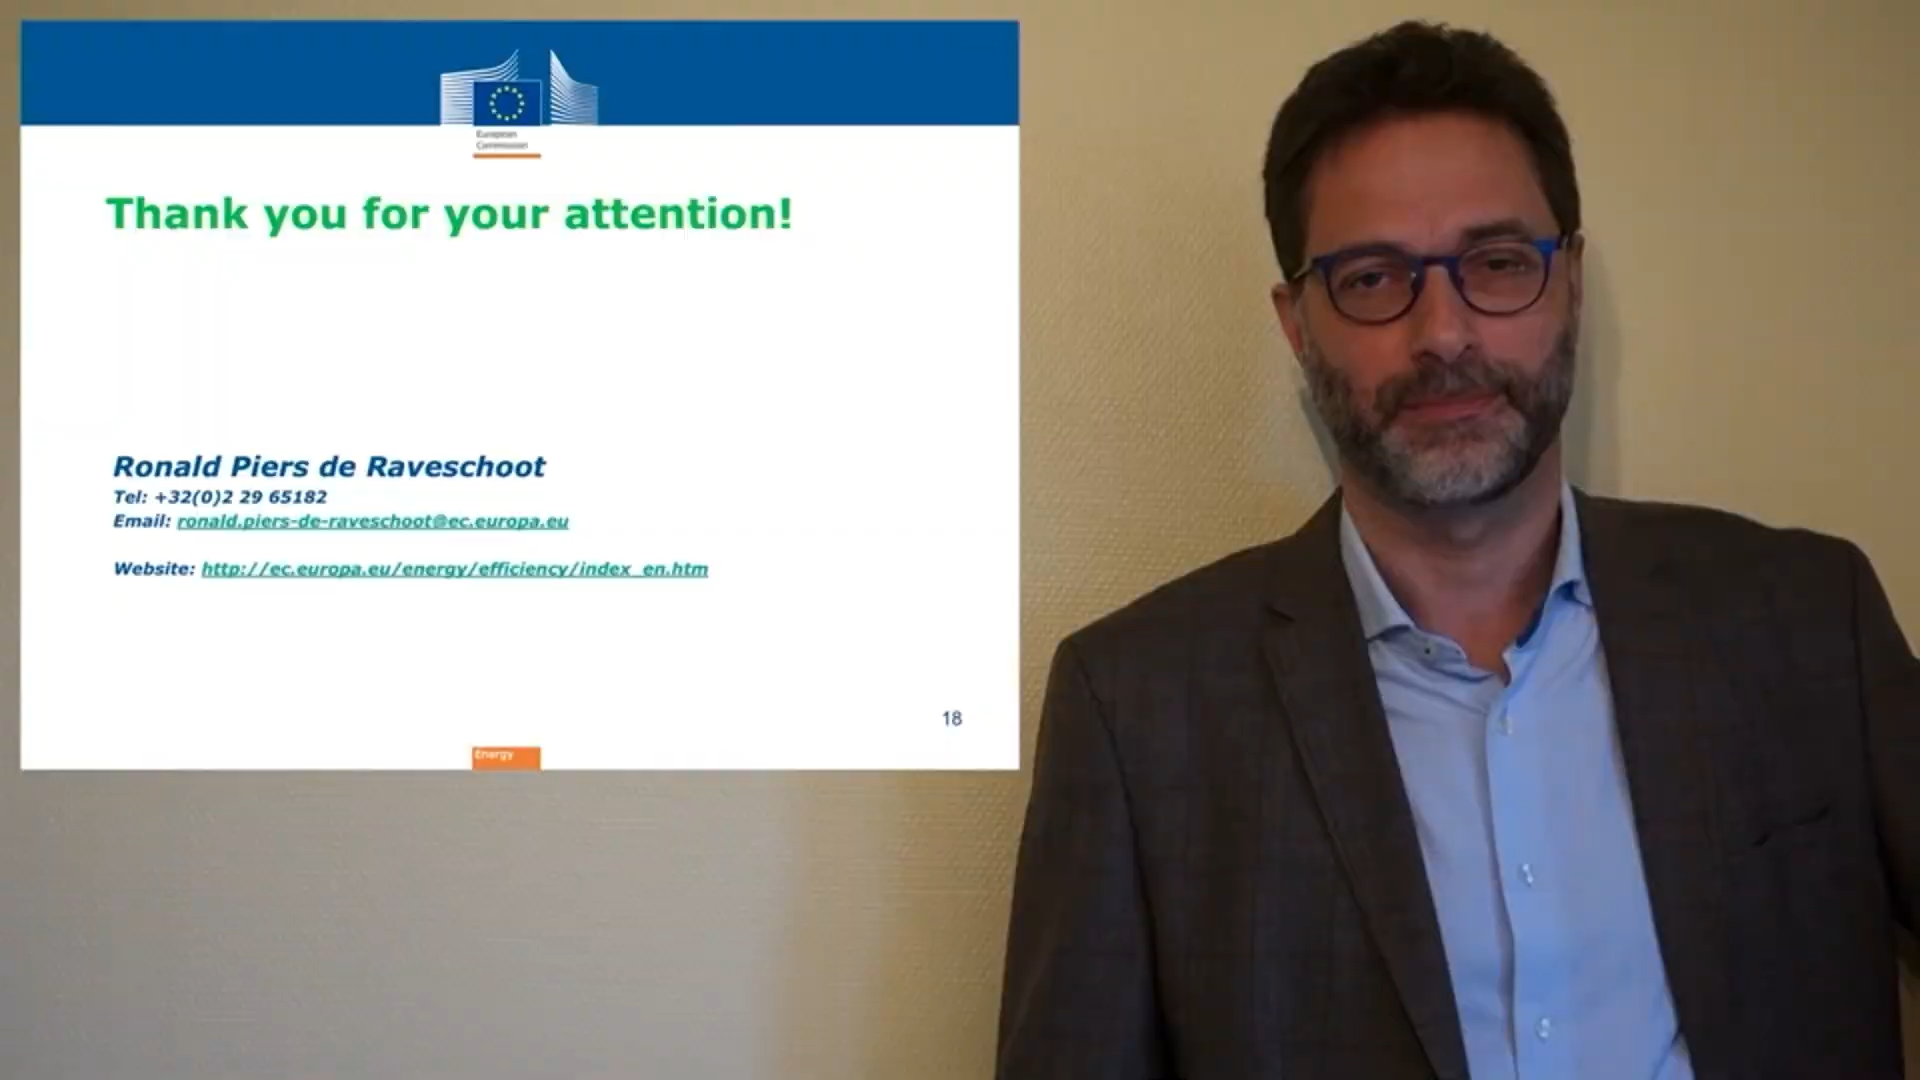 European
Commission
Thank you for your attention!
Ronald Piers de Raveschoot
Tel: +32(0)2 29 65182
Email: ronald.piers-de-raveschoot@ec.europa.eu
Website: http://ec.europa.eu/energy/efficiency/index_en.htm
18
Energy